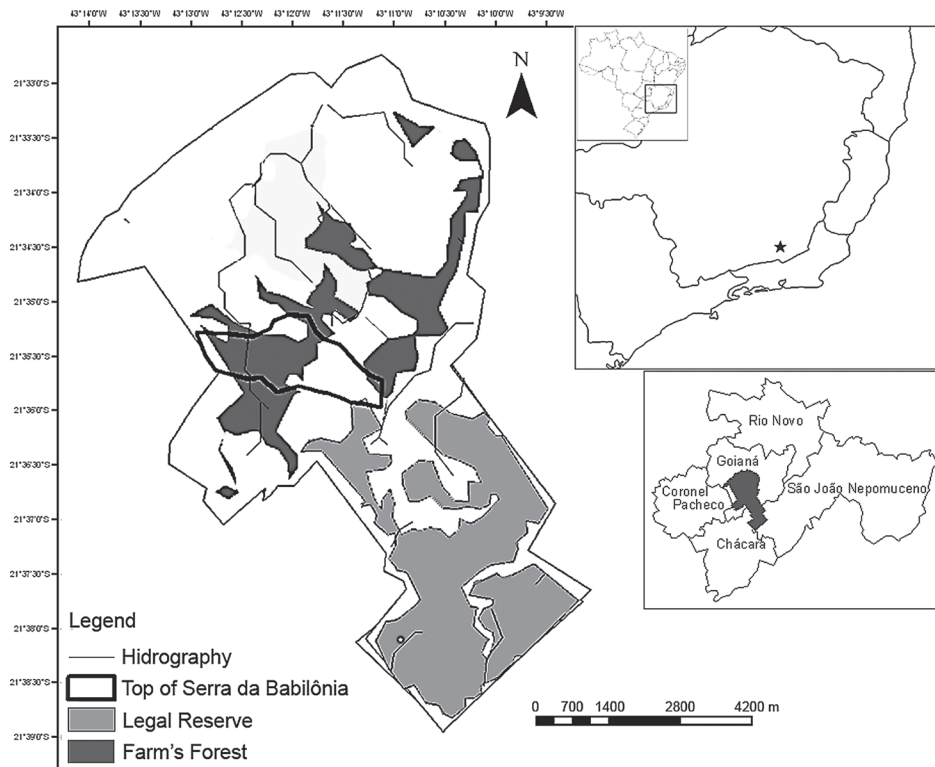 43°14'0"S 43°13'30"S 43°13'0"S 43°12'30"S 43°12'0"S 43°11'30"S 43°11'0"S 43°10'30"S 43°10'0"S 43°9'30"S
21°33'0"S
21°33'30"S
21°34'0"S
21°34'30"S
21°35'0"S
21°35'30"S
21°36'0"S
21°36'30"S
21°37'0"S
21°37'30"S
21°38'0"S
21°38'30"S
21°39'0"S
N
Rio Novo
Goianá
São João Nepomuceno
Coronel
Pacheco
Chácara
Legend
Hidrography
Top of Serra da Babilônia
Legal Reserve
Farm's Forest
0 700 1400 2800 4200 m